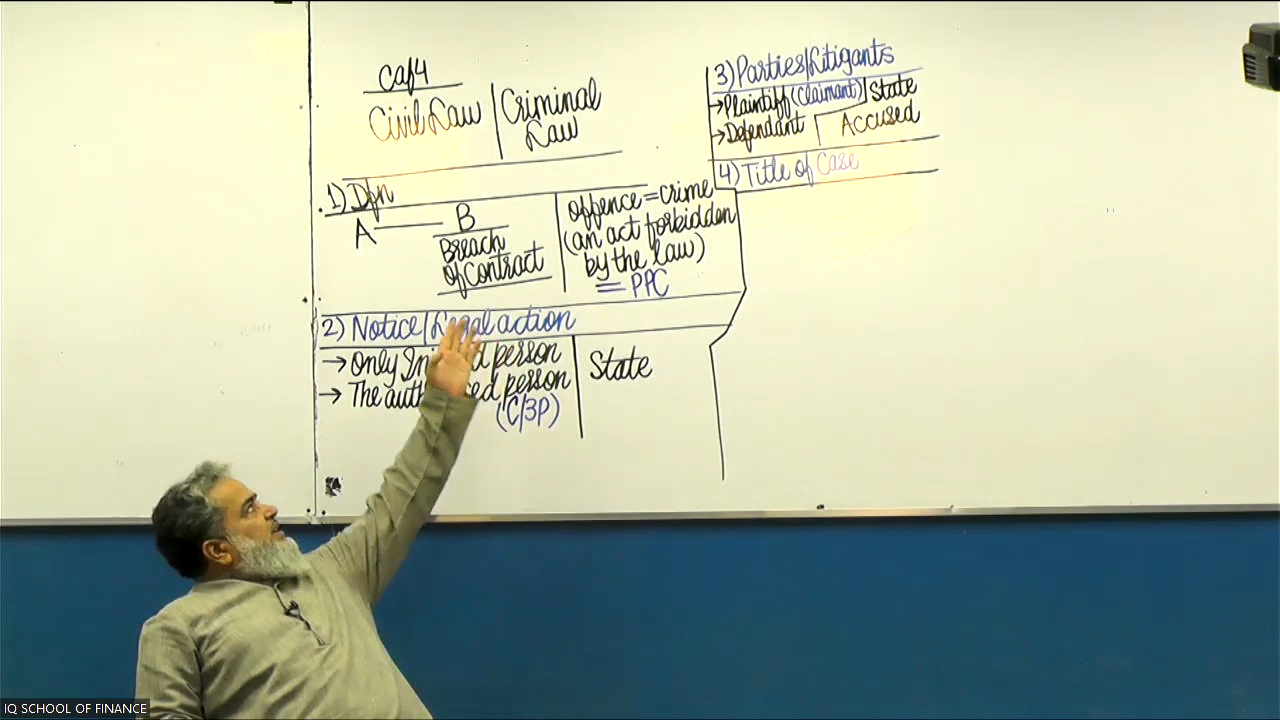 Caf4
Civil Law | Criminal Law
1) Dfn
A B
Breach
of Contract
offence = crime
(an act forbidden
by the law)
= PPC
2) Notice/Legal action
→ Only person
→ The person
(C/3P)
State
3) Parties/Litigants
→ Plaintiff (Claimant) / State
→ Defendant
Accused
4) Title of Case
IQ SCHOOL OF FINANCE